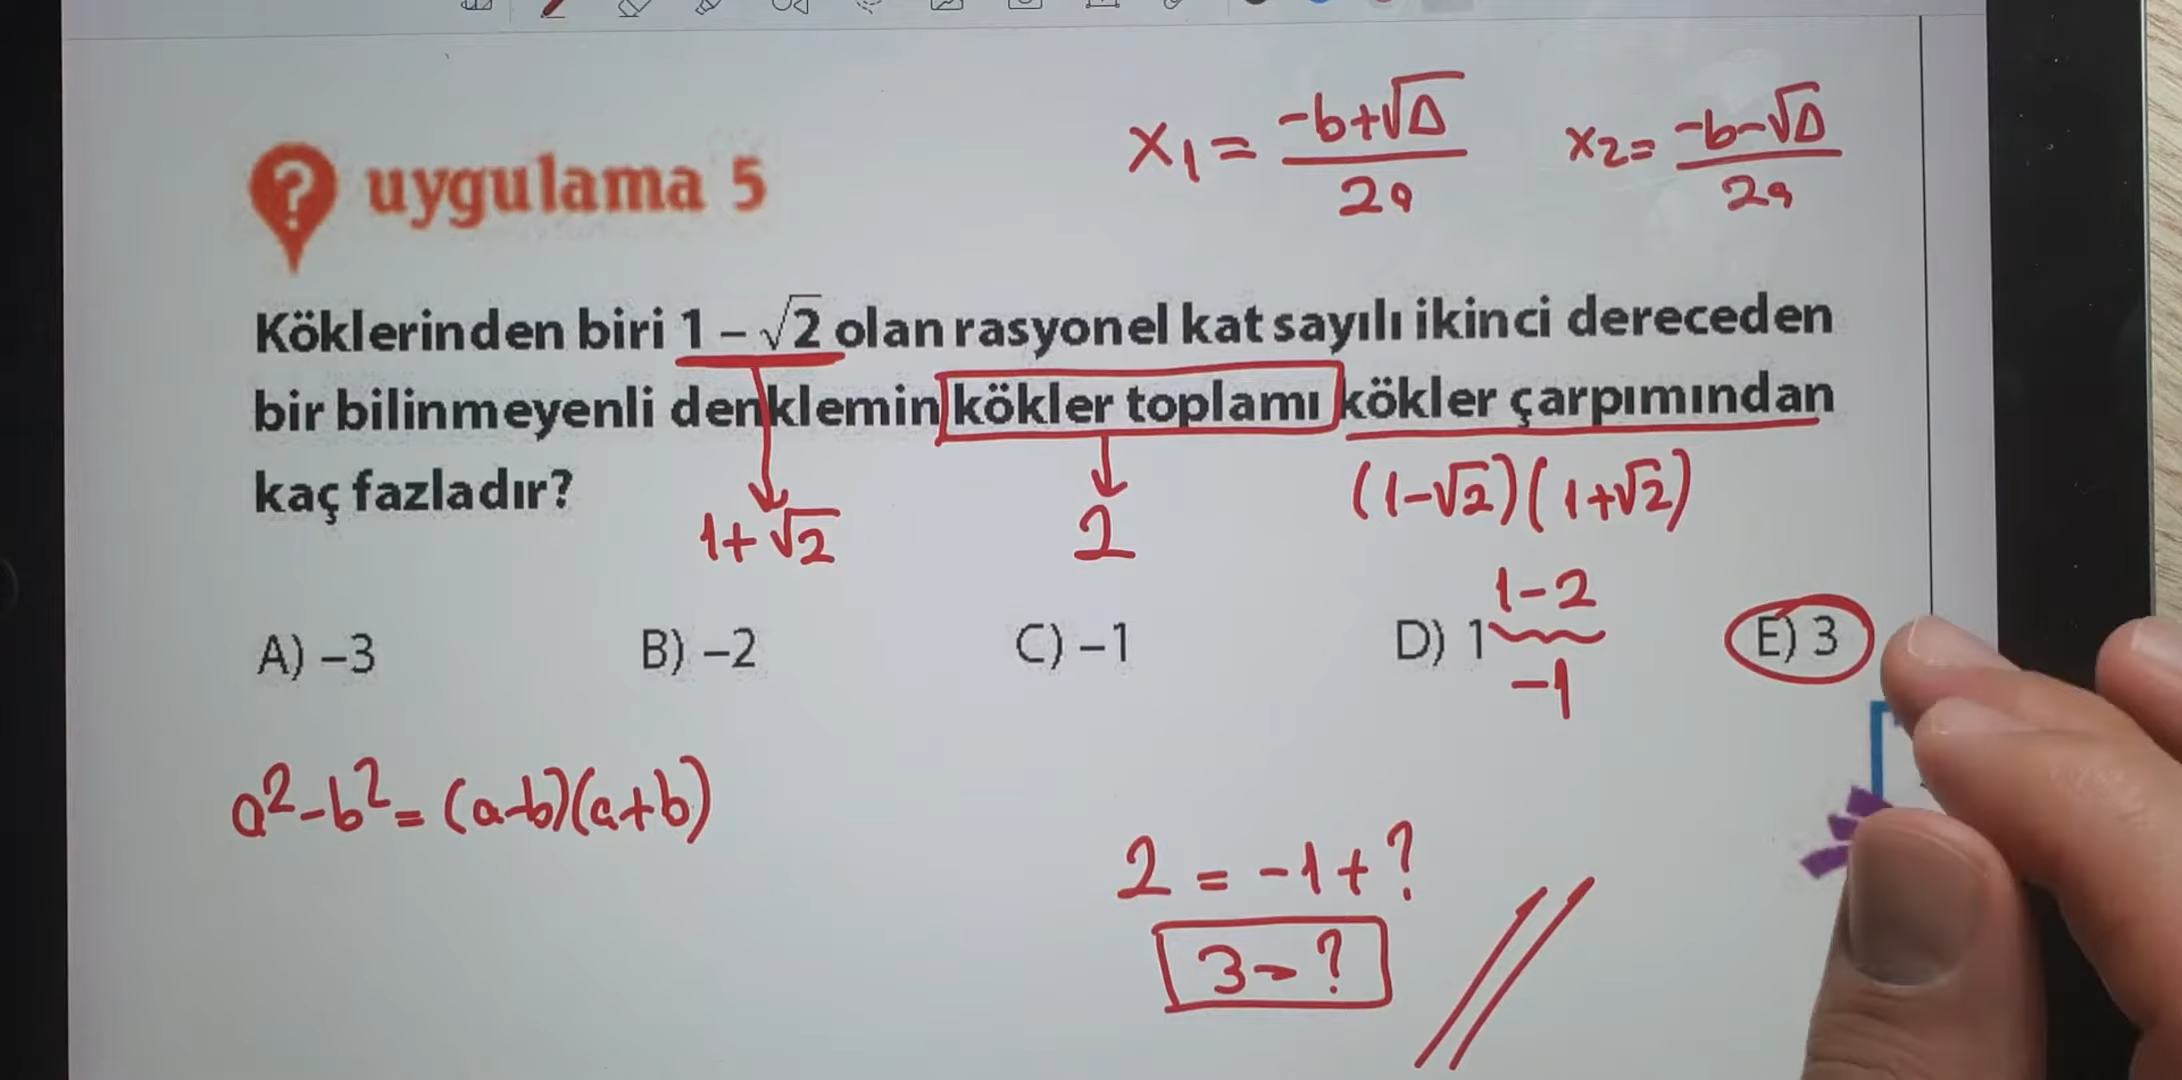 x₁ = -b+√Δ / 2a x₂ = -b-√Δ / 2a
uygulama 5
Köklerinden biri 1 – √2 olan rasyonel kat sayılı ikinci dereceden
bir bilinmeyenli denklemin kökler toplamı kökler çarpımından
kaç fazladır?
1+√2 2 (1-√2)(1+√2)
1-2
A) –3 B) –2 C) –1 D) 1 E) 3
-1
a²-b² = (a-b)(a+b)
2 = -1+?
3 = ?